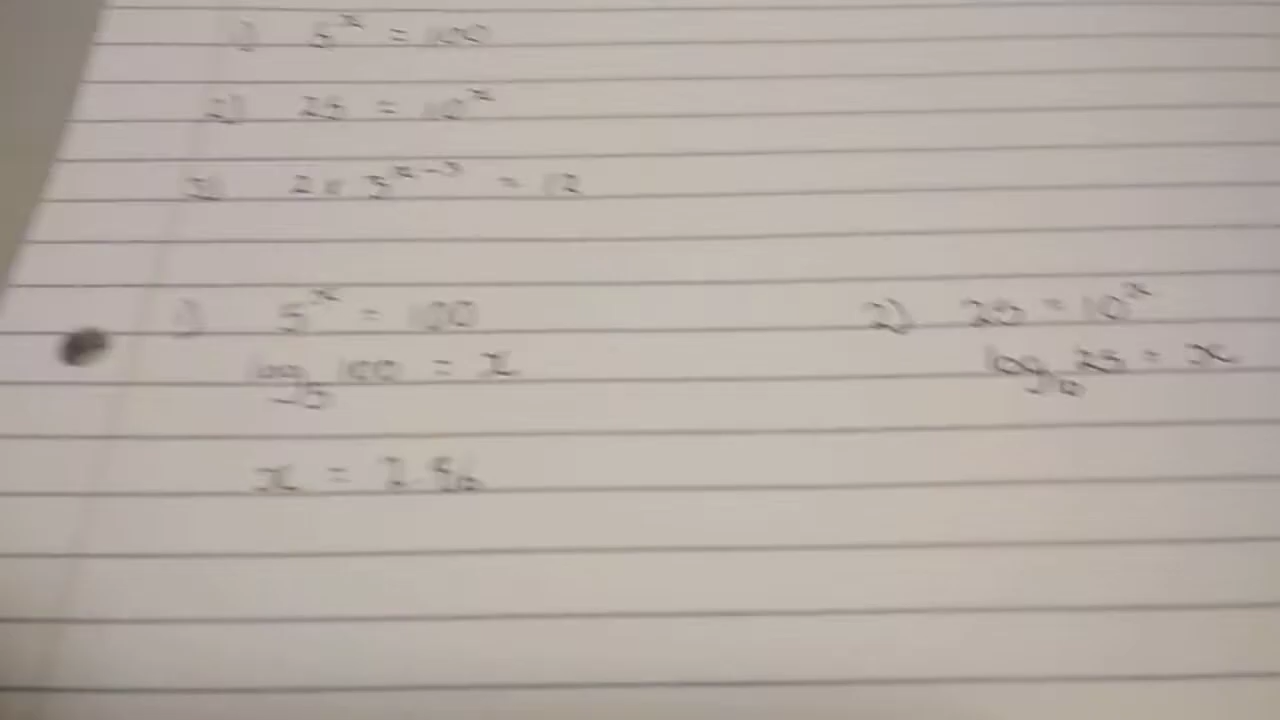 1) 5^x = 100
2) 25 = 10^x
3) 2 × 3^{x-3} = 12
1) 5^x = 100
log_5 100 = x
x = 2.86
2) 25 = 10^x
log_10 25 = x